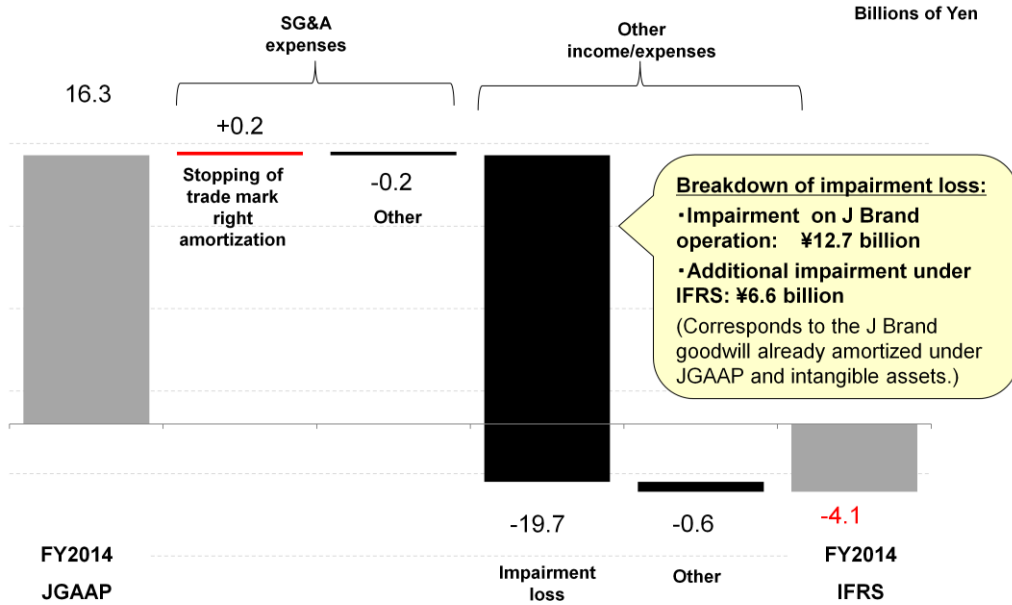 Billions of Yen
SG&A
expenses
Other
income/expenses
16.3
+0.2
Stopping of
trade mark
right
amortization
-0.2
Other
Breakdown of impairment loss:
・Impairment on J Brand
operation: ¥12.7 billion
・Additional impairment under
IFRS: ¥6.6 billion
(Corresponds to the J Brand
goodwill already amortized under
JGAAP and intangible assets.)
-19.7
Impairment
loss
-0.6
Other
-4.1
FY2014
JGAAP
FY2014
IFRS